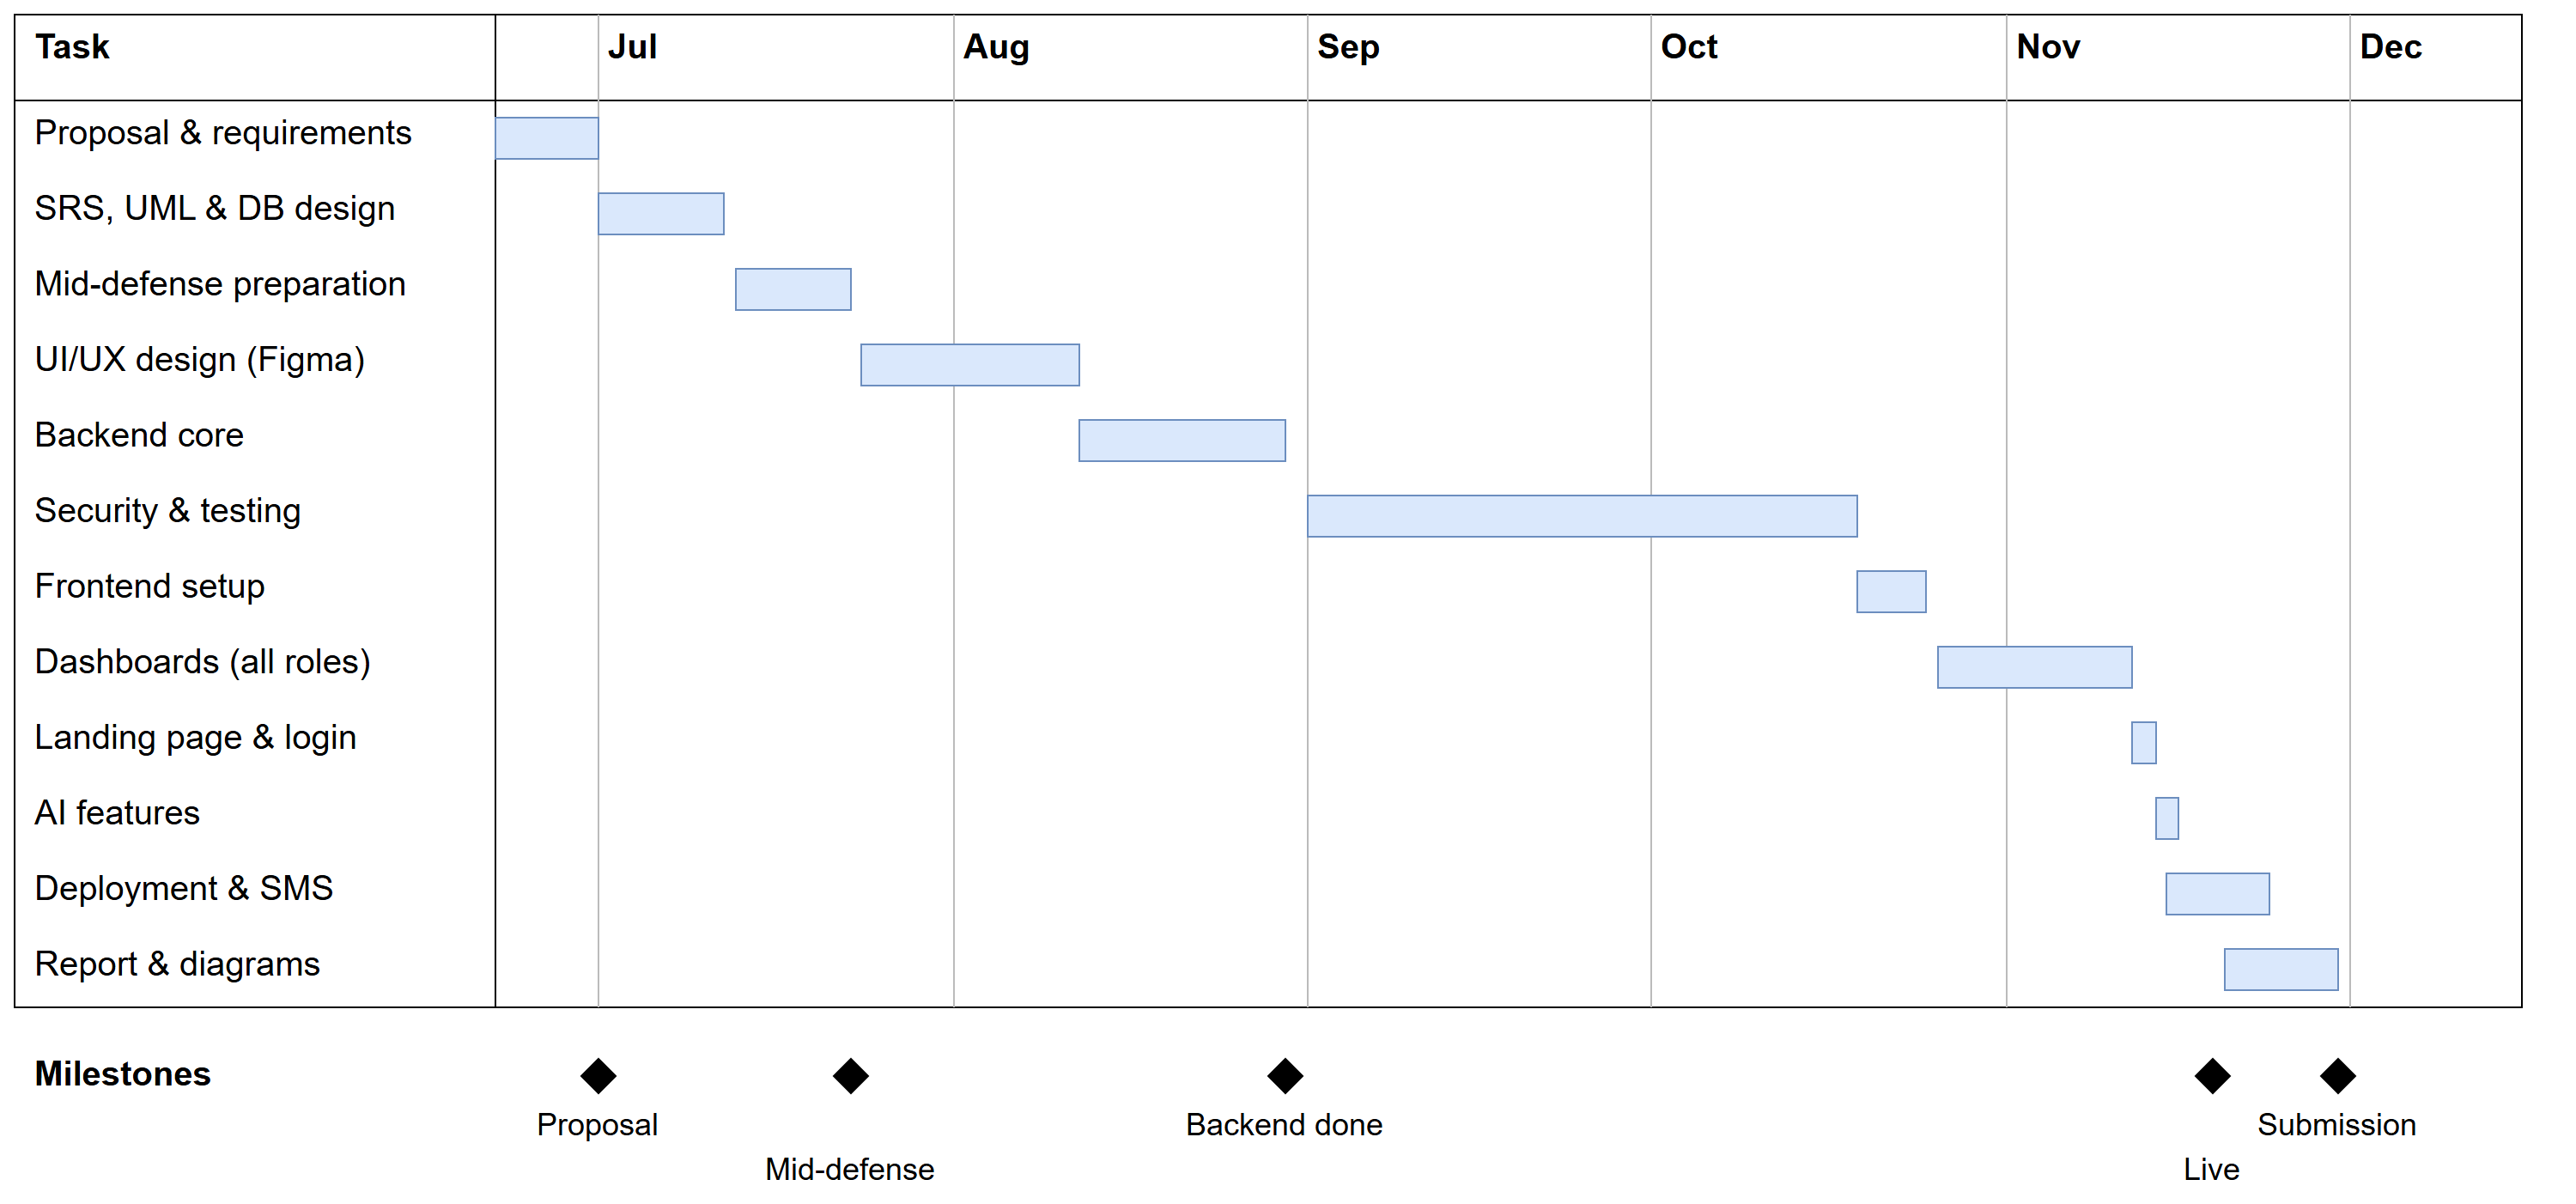 Task Jul Aug Sep Oct Nov Dec
Proposal & requirements
SRS, UML & DB design
Mid-defense preparation
UI/UX design (Figma)
Backend core
Security & testing
Frontend setup
Dashboards (all roles)
Landing page & login
AI features
Deployment & SMS
Report & diagrams
Milestones
Proposal Backend done Submission
Mid-defense Live